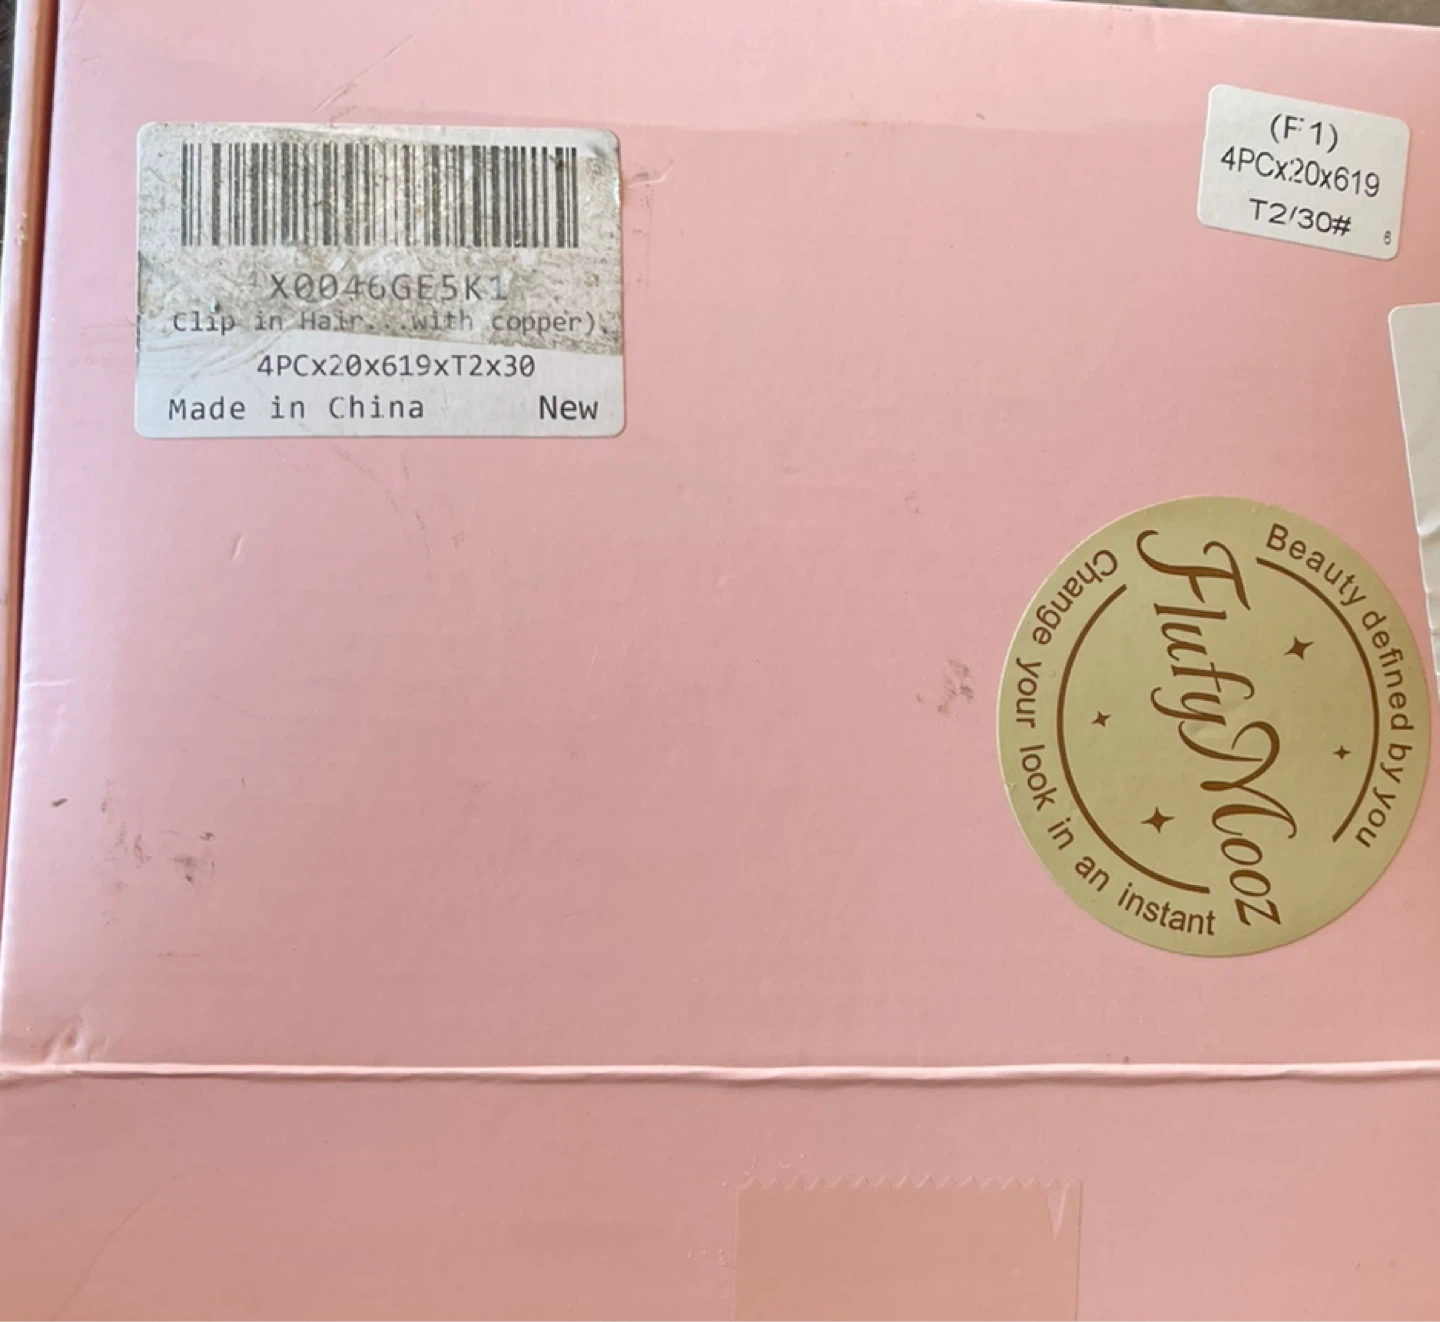 X0046GE5K1
Clip in Hair...with copper).
4PCx20x619xT2x30
Made in China New
(F1)
4PCx20x619
T2/30#
6
Beauty defined by you
FlufyMooz
Change your look in an instant